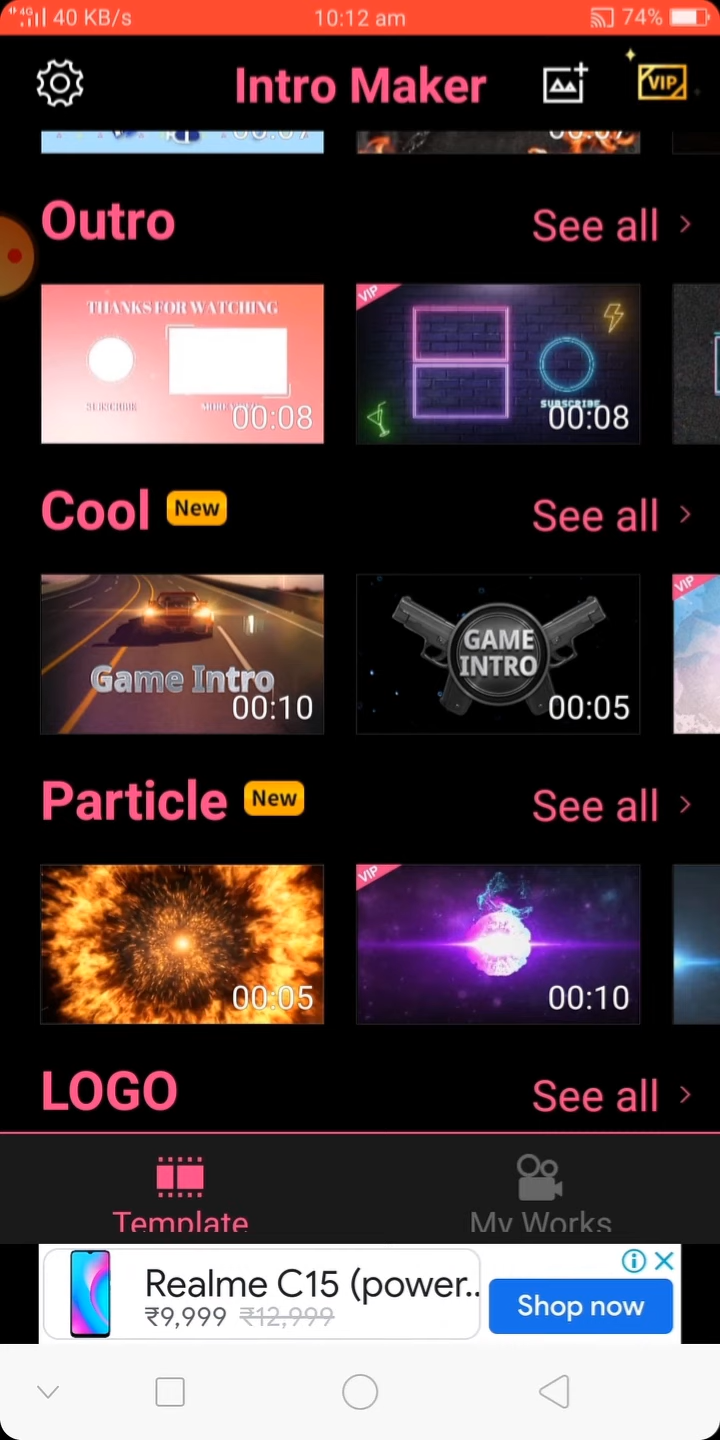 4G 40 KB/s 10:12 am 74%
Intro Maker VIP
Outro See all >
THANKS FOR WATCHING
SUBSCRIBE
00:08
VIP
SUBSCRIBE
00:08
Cool New See all >
Game Intro
00:10
GAME
INTRO
00:05
VIP
Particle New See all >
00:05
VIP
00:10
LOGO See all >
Template My Works
Realme C15 (power..
₹9,999 ₹12,999
Shop now